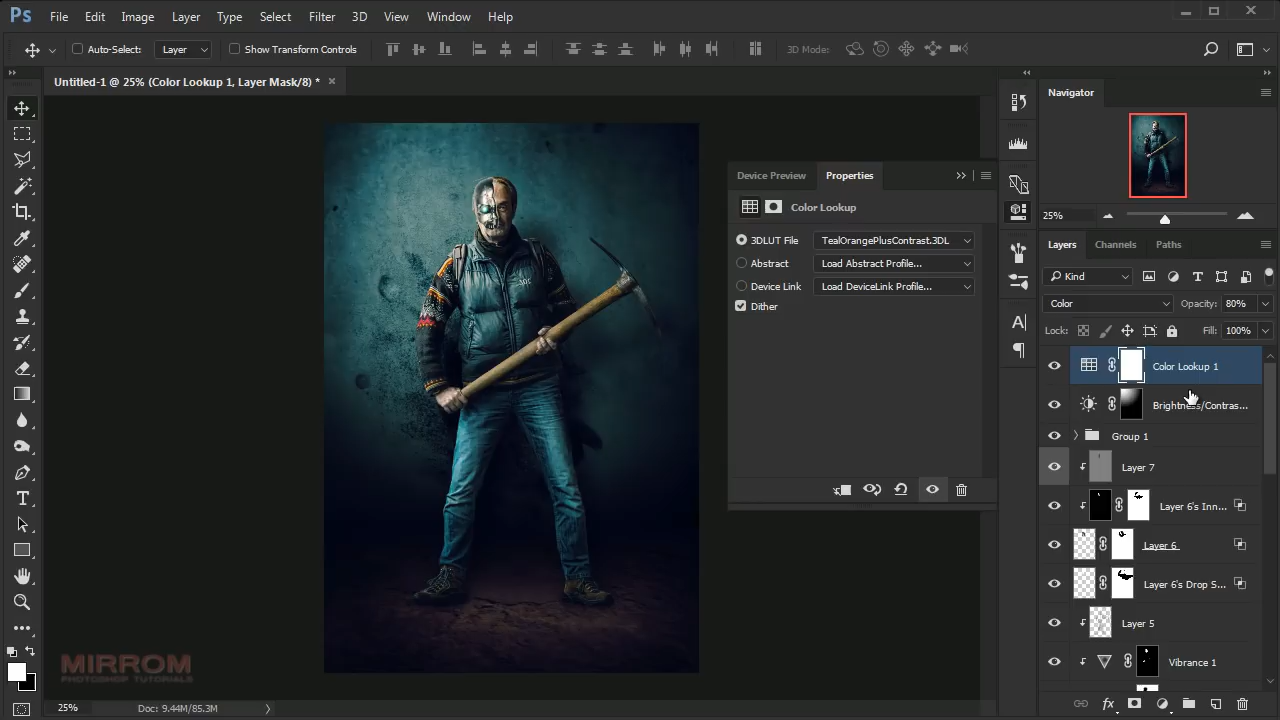 Ps File Edit Image Layer Type Select Filter 3D View Window Help
Auto-Select: Layer Show Transform Controls 3D Mode:
Untitled-1 @ 25% (Color Lookup 1, Layer Mask/8) * ×
Navigator
25%
Device Preview Properties
Color Lookup
3DLUT File TealOrangePlusContrast.3DL
Abstract Load Abstract Profile...
Device Link Load DeviceLink Profile...
Dither
Layers Channels Paths
Kind
Color Opacity: 80%
Lock: Fill: 100%
Color Lookup 1
Brightness/Contras...
Group 1
Layer 7
Layer 6's Inn...
Layer 6
Layer 6's Drop S...
Layer 5
Vibrance 1
MIRROM
PHOTOSHOP TUTORIALS
25% Doc: 9.44M/85.3M